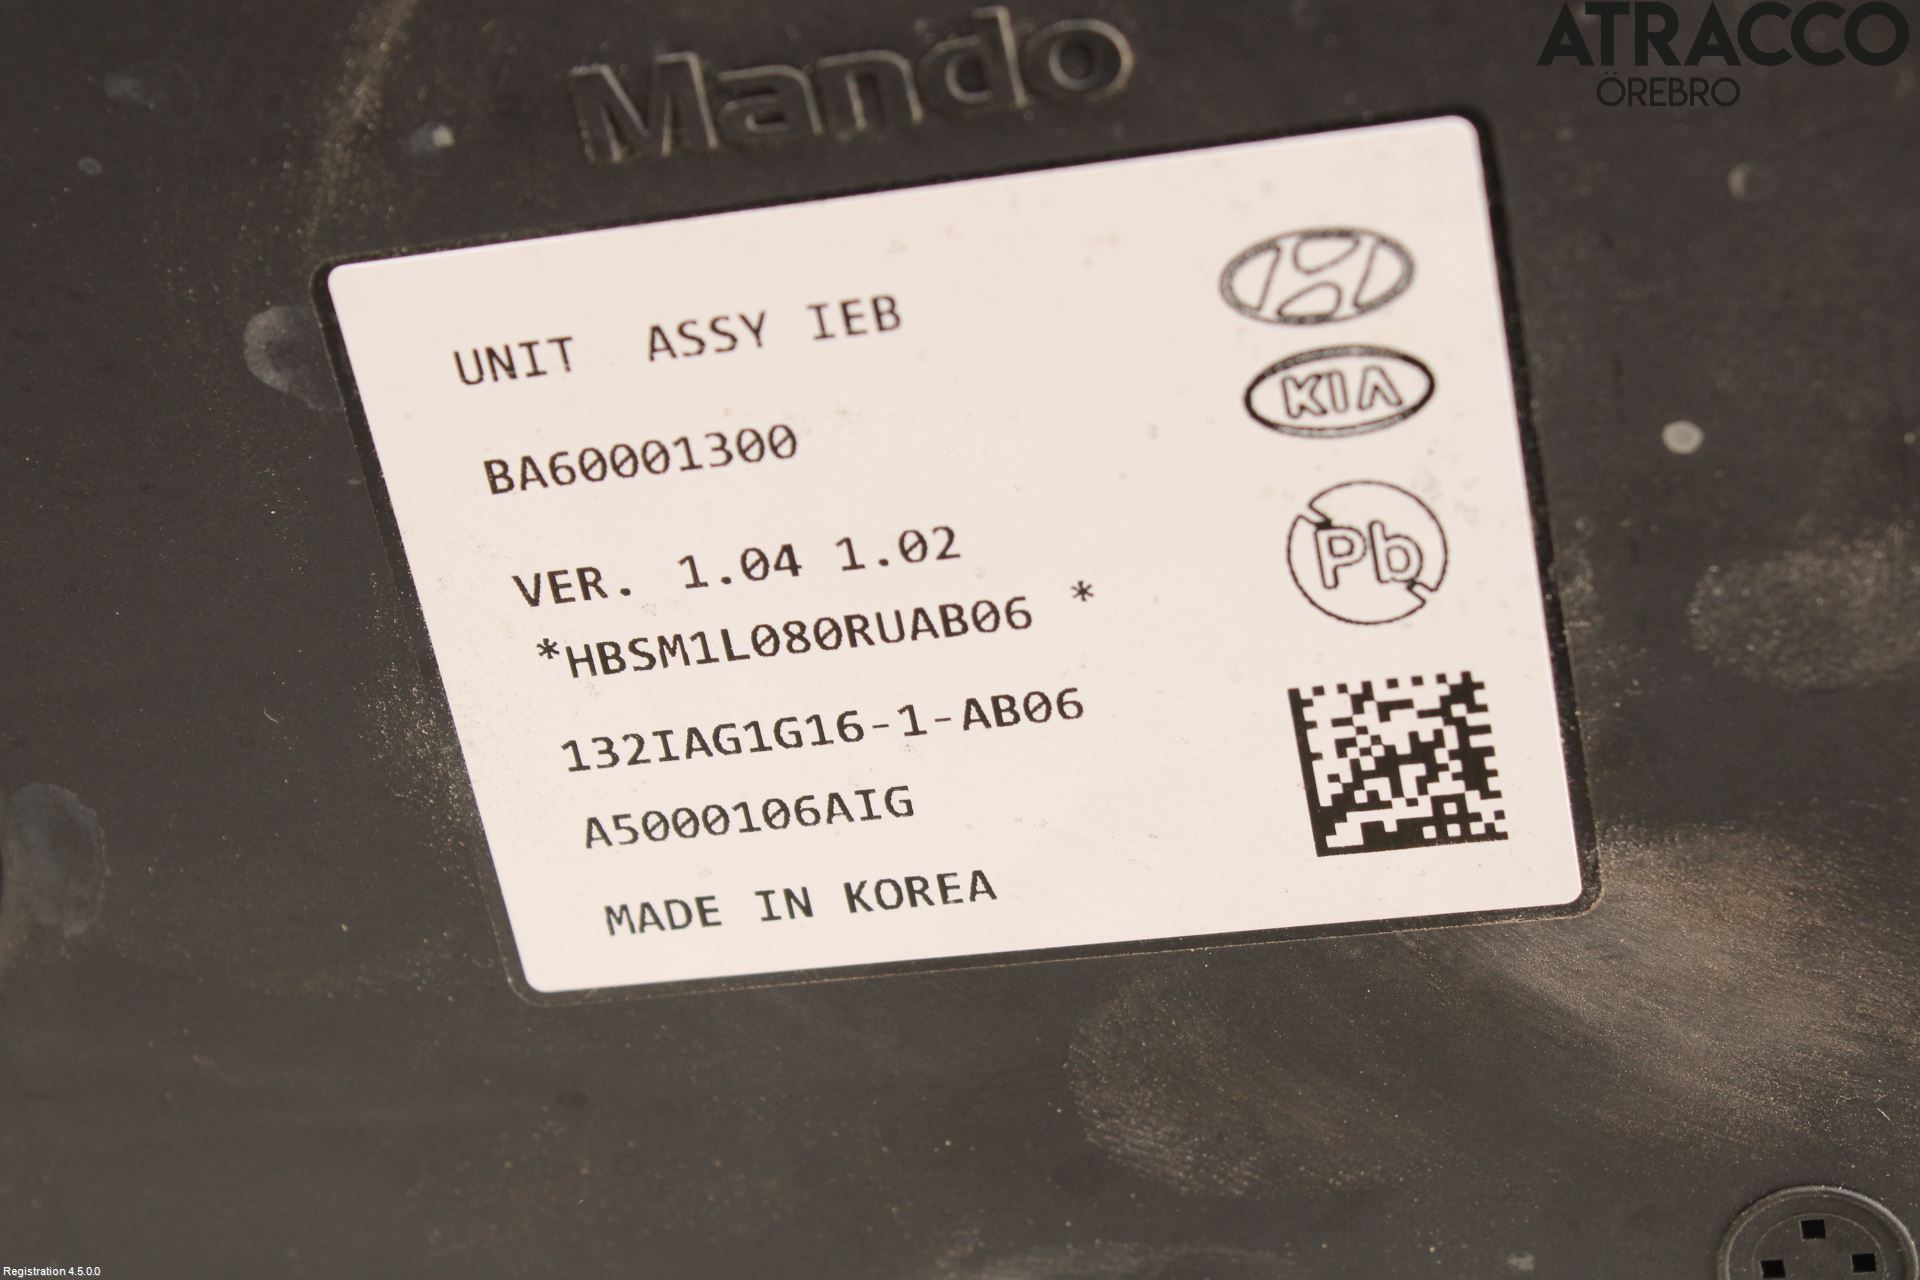 Mando
ATRACCO
ÖREBRO
UNIT ASSY IEB
BA60001300
VER. 1.04 1.02
*HBSM1L080RUAB06 *
132IAG1G16-1-AB06
A5000106AIG
MADE IN KOREA
KIA
Pb
Registration 4.5.0.0